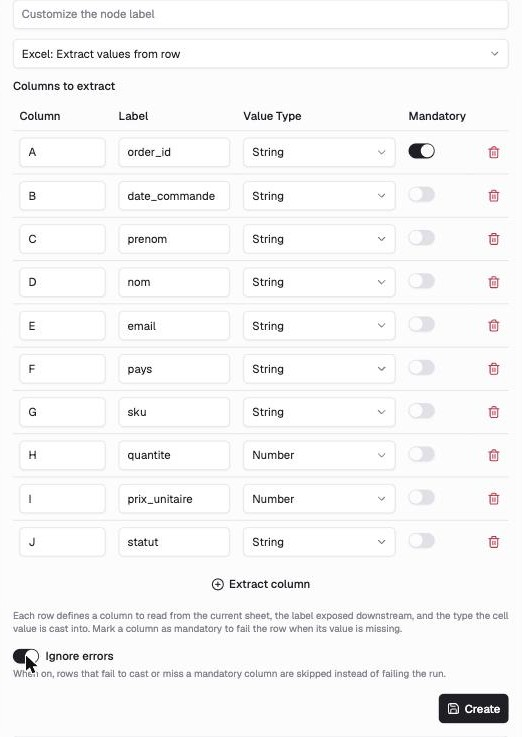 Customize the node label
Excel: Extract values from row
Columns to extract
Column Label Value Type Mandatory
A order_id String
B date_commande String
C prenom String
D nom String
E email String
F pays String
G sku String
H quantite Number
I prix_unitaire Number
J statut String
Extract column
Each row defines a column to read from the current sheet, the label exposed downstream, and the type the cell
value is cast into. Mark a column as mandatory to fail the row when its value is missing.
Ignore errors
When on, rows that fail to cast or miss a mandatory column are skipped instead of failing the run.
Create